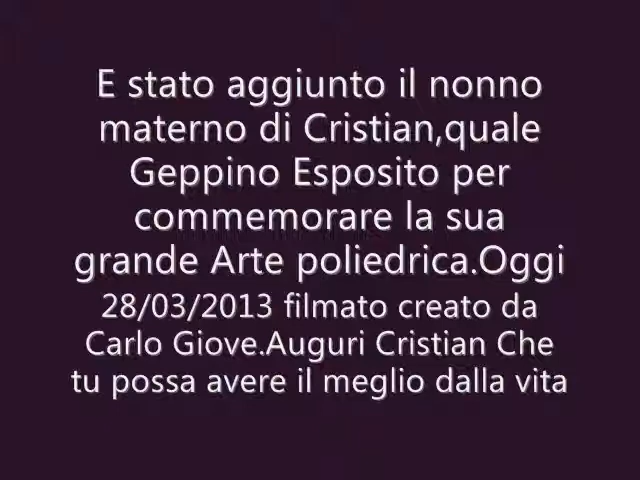 E stato aggiunto il nonno
materno di Cristian,quale
Geppino Esposito per
commemorare la sua
grande Arte poliedrica.Oggi
28/03/2013 filmato creato da
Carlo Giove.Auguri Cristian Che
tu possa avere il meglio dalla vita